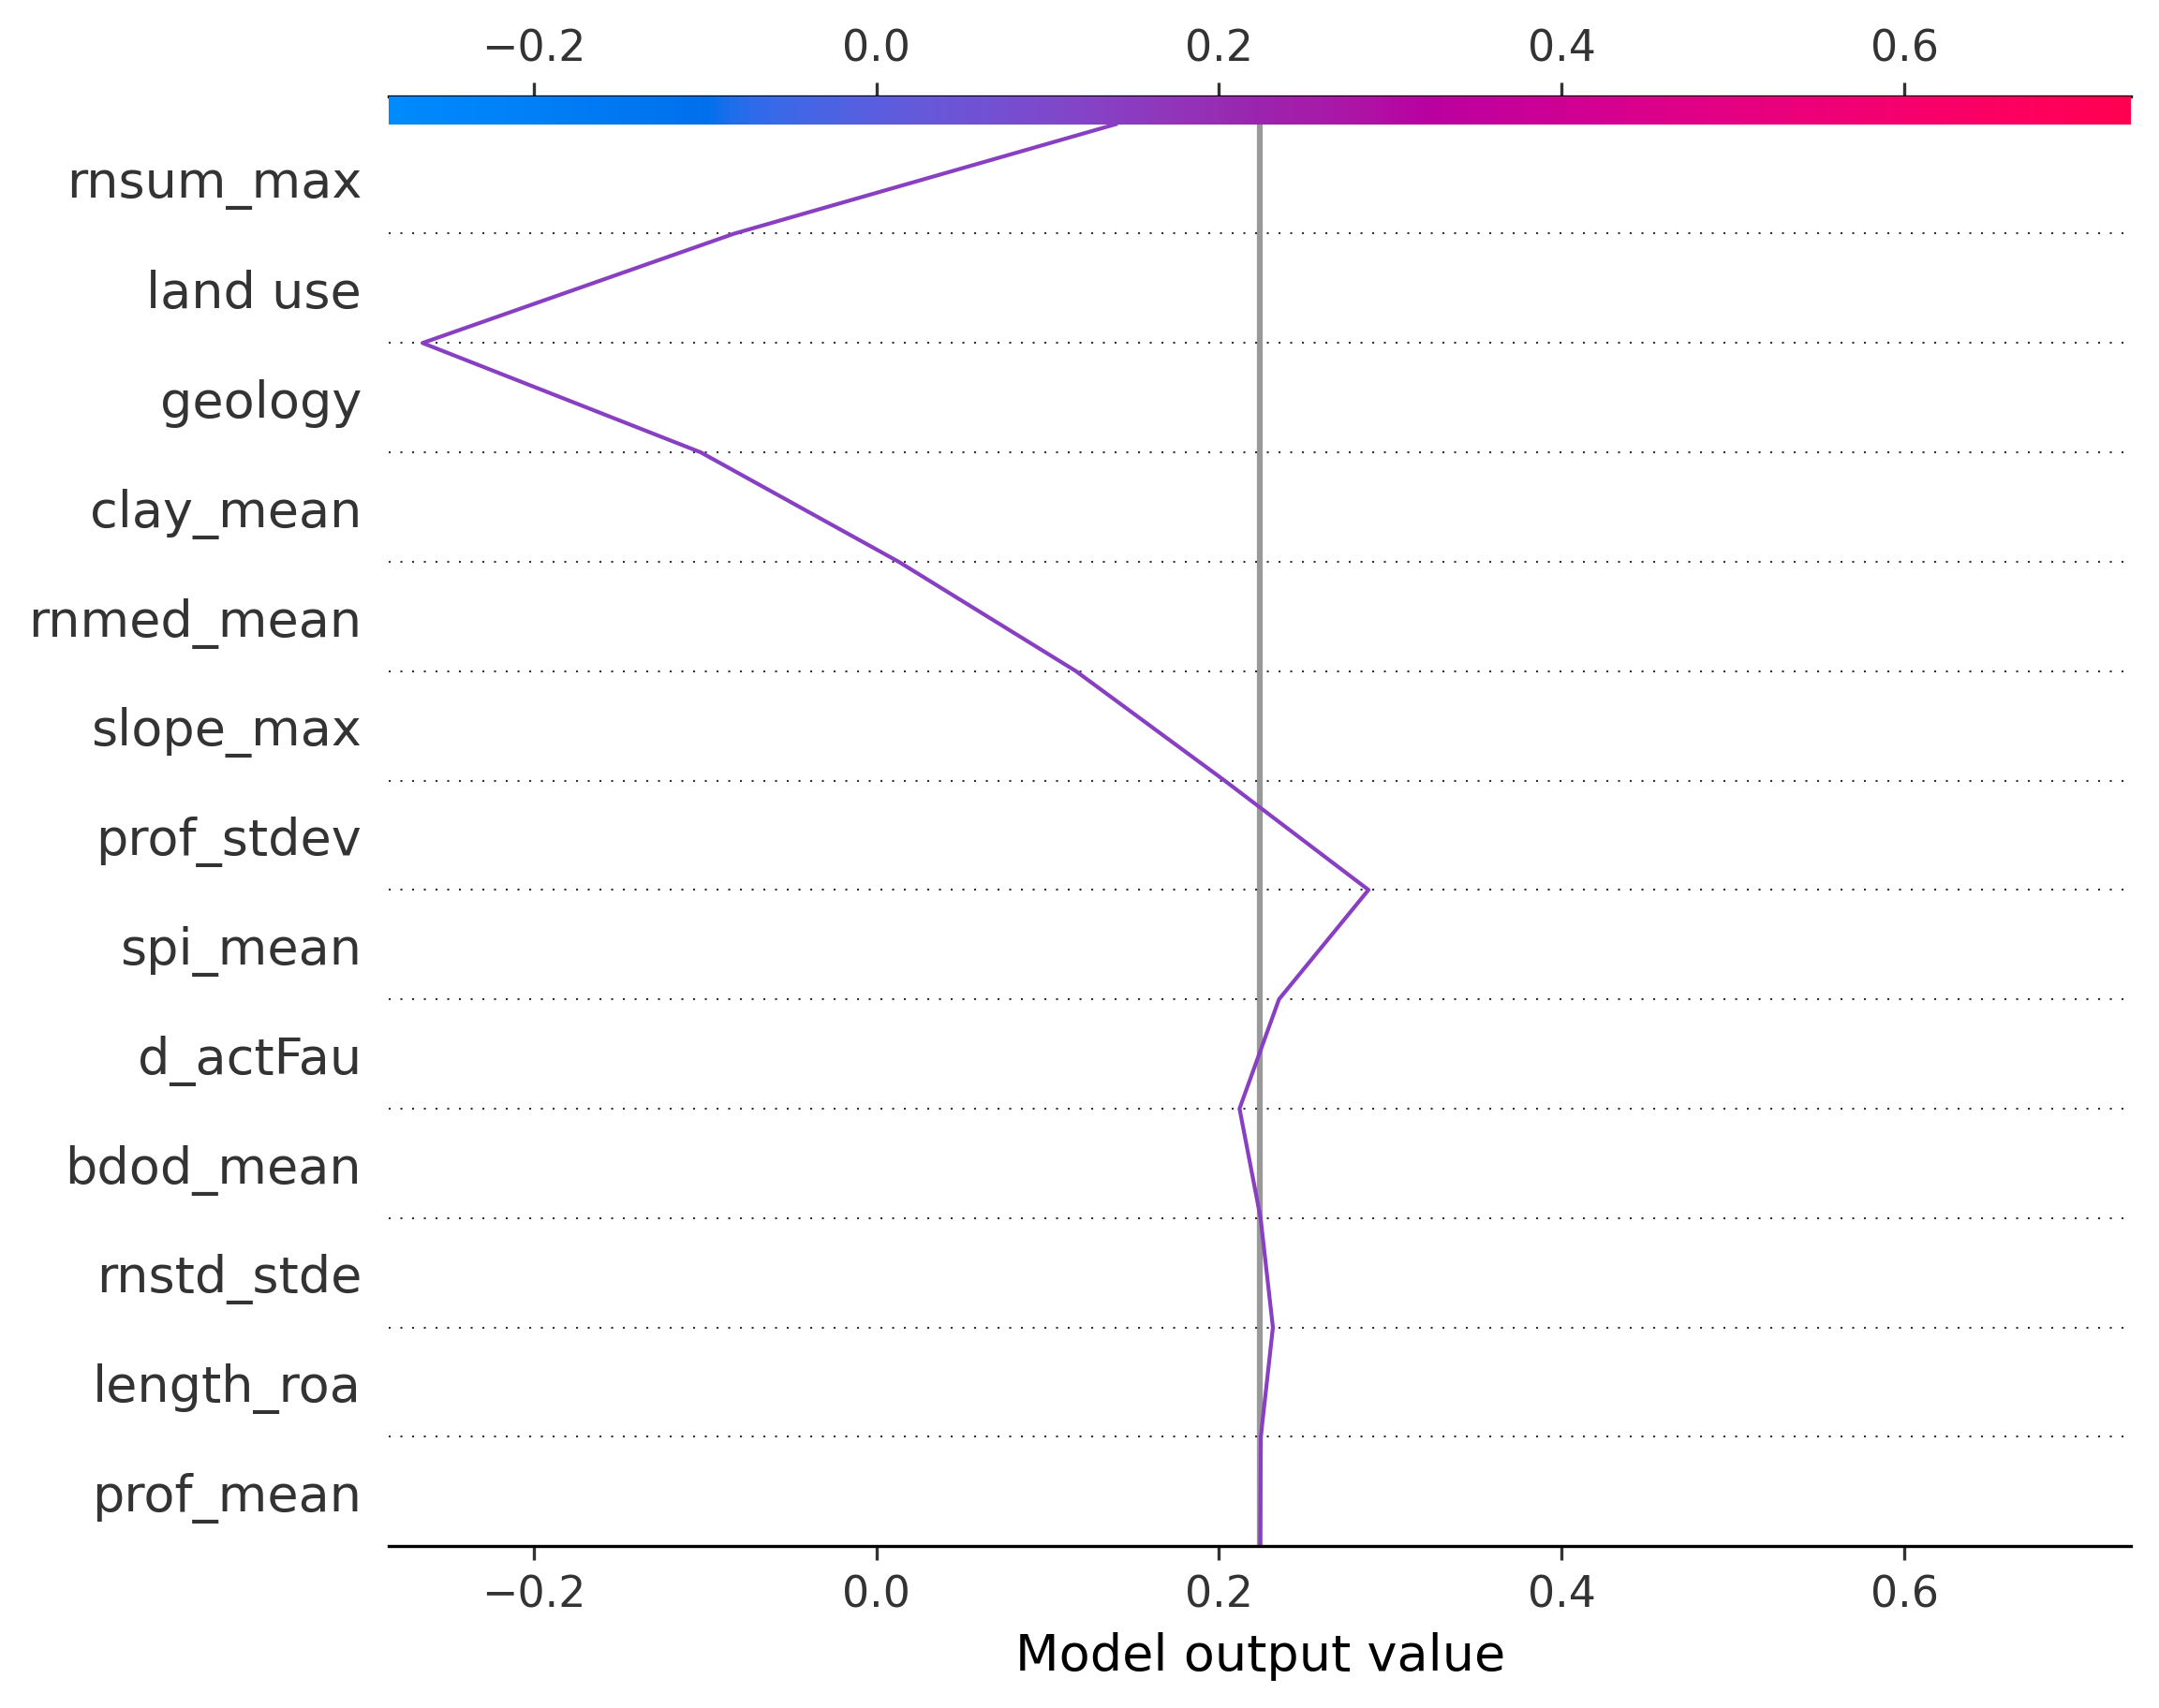 −0.2 0.0 0.2 0.4 0.6
rnsum_max
land use
geology
clay_mean
rnmed_mean
slope_max
prof_stdev
spi_mean
d_actFau
bdod_mean
rnstd_stde
length_roa
prof_mean
−0.2 0.0 0.2 0.4 0.6
Model output value